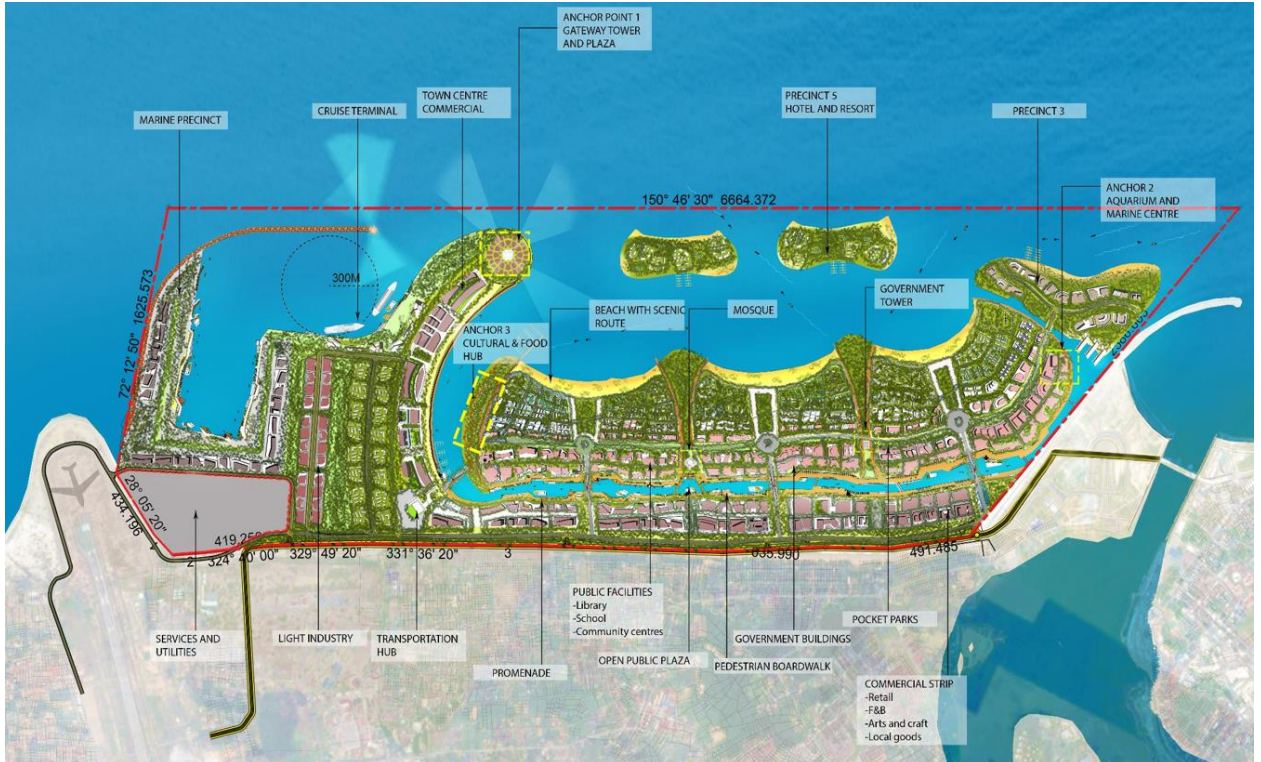 ANCHOR POINT 1
GATEWAY TOWER
AND PLAZA
TOWN CENTRE
COMMERCIAL
PRECINCT 5
HOTEL AND RESORT
CRUISE TERMINAL
PRECINCT 3
MARINE PRECINCT
ANCHOR 2
AQUARIUM AND
MARINE CENTRE
150° 46' 30" 6664.372
72° 12' 50" 1625.573
300M
GOVERNMENT
TOWER
BEACH WITH SCENIC
ROUTE
MOSQUE
ANCHOR 3
CULTURAL & FOOD
HUB
28° 05' 20"
434.196
419.259
2
324° 40' 00"
329° 49' 20"
331° 36' 20"
3
635.990
491.485
PUBLIC FACILITIES
-Library
-School
-Community centres
POCKET PARKS
SERVICES AND
UTILITIES
LIGHT INDUSTRY
TRANSPORTATION
HUB
GOVERNMENT BUILDINGS
OPEN PUBLIC PLAZA
PEDESTRIAN BOARDWALK
PROMENADE
COMMERCIAL STRIP
-Retail
-F&B
-Arts and craft
-Local goods